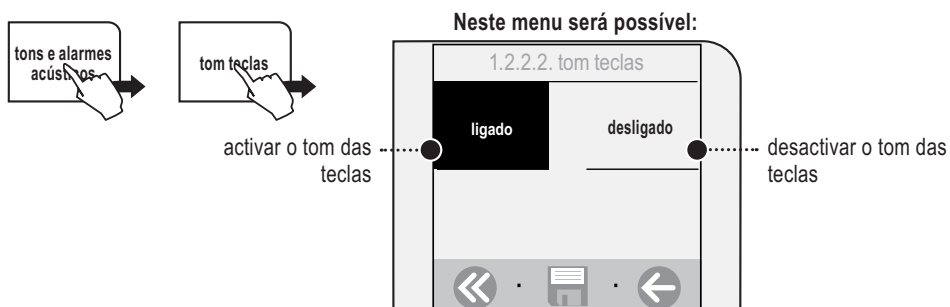 Neste menu será possível:
tons e alarmes
acústicos
tom teclas
1.2.2.2. tom teclas
ligado
desligado
activar o tom das
teclas
desactivar o tom das
teclas